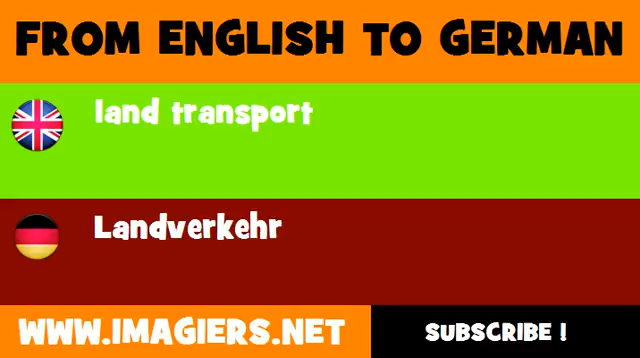 FROM ENGLISH TO GERMAN
land transport
Landverkehr
WWW.IMAGIERS.NET
SUBSCRIBE !